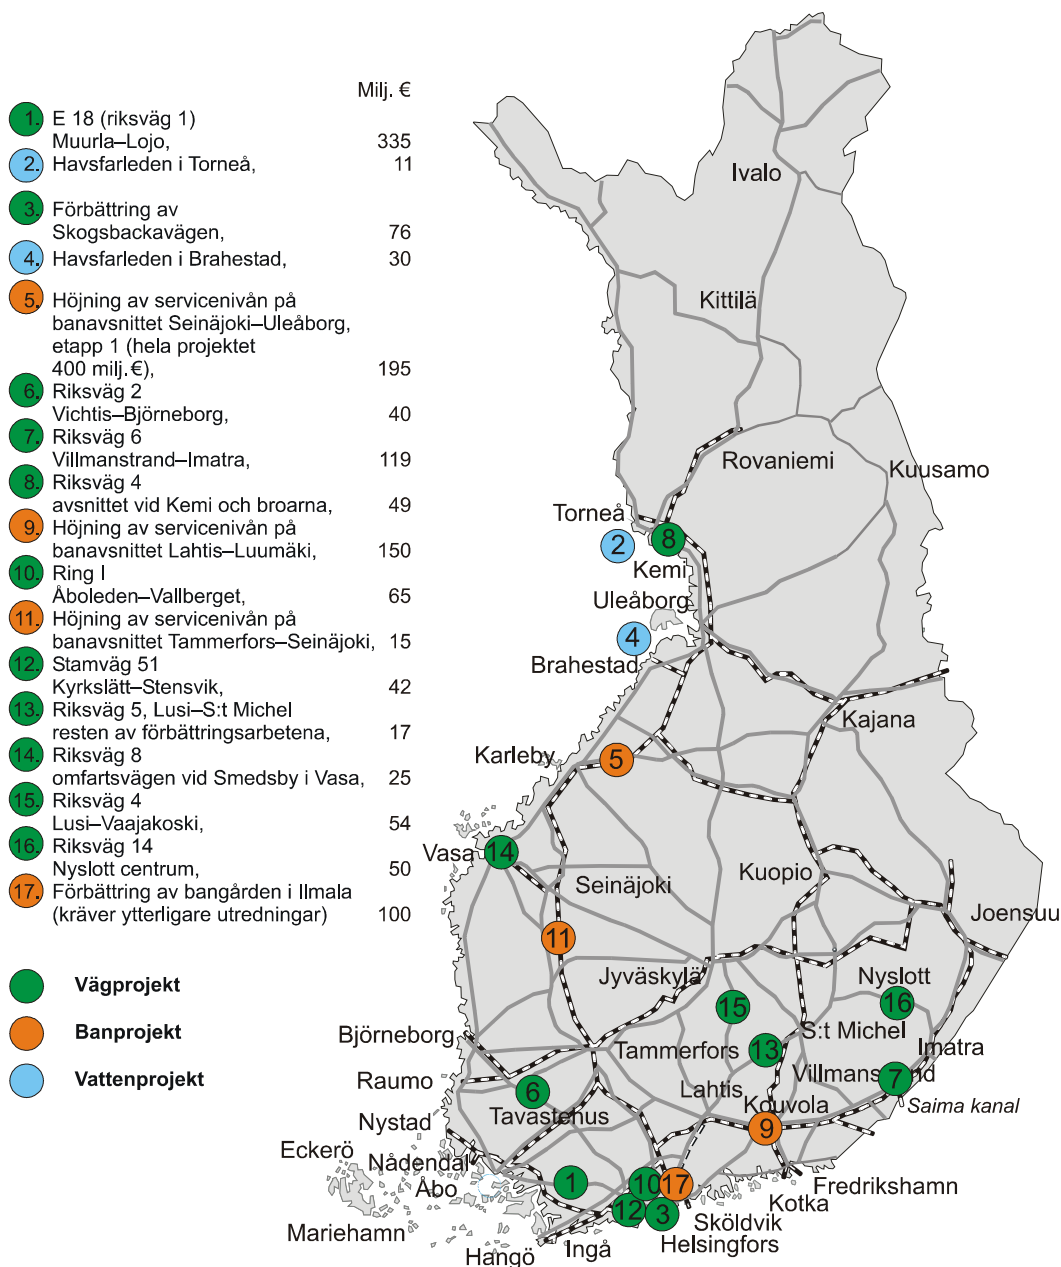 Milj. €
1. E 18 (riksväg 1)
Muurla–Lojo, 335
2. Havsfarleden i Torneå, 11
3. Förbättring av
Skogsbackavägen, 76
4. Havsfarleden i Brahestad, 30
5. Höjning av servicenivån på
banavsnittet Seinäjoki–Uleåborg,
etapp 1 (hela projektet
400 milj. €), 195
6. Riksväg 2
Vichtis–Björneborg, 40
7. Riksväg 6
Villmanstrand–Imatra, 119
8. Riksväg 4
avsnittet vid Kemi och broarna, 49
9. Höjning av servicenivån på
banavsnittet Lahtis–Luumäki, 150
10. Ring I
Åboleden–Vallberget, 65
11. Höjning av servicenivån på
banavsnittet Tammerfors–Seinäjoki, 15
12. Stamväg 51
Kyrkslätt–Stensvik, 42
13. Riksväg 5, Lusi–S:t Michel
resten av förbättringsarbetena, 17
14. Riksväg 8
omfartsvägen vid Smedsby i Vasa, 25
15. Riksväg 4
Lusi–Vaajakoski, 54
16. Riksväg 14
Nyslott centrum, 50
17. Förbättring av bangården i Ilmala
(kräver ytterligare utredningar) 100
Vägprojekt
Banprojekt
Vattenprojekt
Ivalo
Kittilä
Rovaniemi
Kuusamo
Torneå
2
8
Kemi
Uleåborg
4
Brahestad
Kajana
Karleby
5
Vasa
14
Seinäjoki
Kuopio
Joensuu
11
Jyväskylä
Nyslott
16
15
S:t Michel
Björneborg
Tammerfors
13
Imatra
Raumo
6
Lahtis
Villmanstrand
7
Tavastehus
Kouvola
Saima kanal
Nystad
9
Eckerö
Nådendal
Åbo
1
10
17
Fredrikshamn
Kotka
Mariehamn
12
3
Sköldvik
Helsingfors
Ingå
Hangö